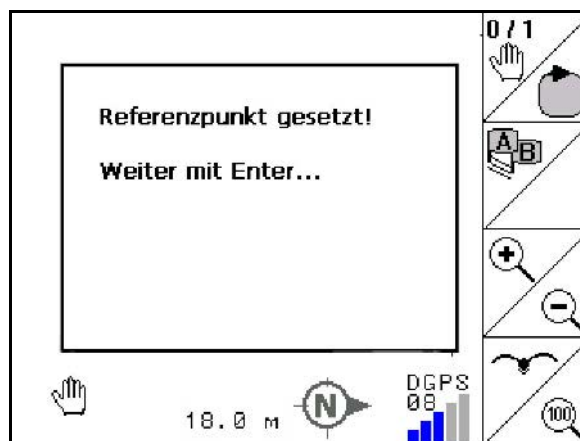 0/1
Referenzpunkt gesetzt!
A
B
Weiter mit Enter...
DGPS
08
18.0 м
N
100